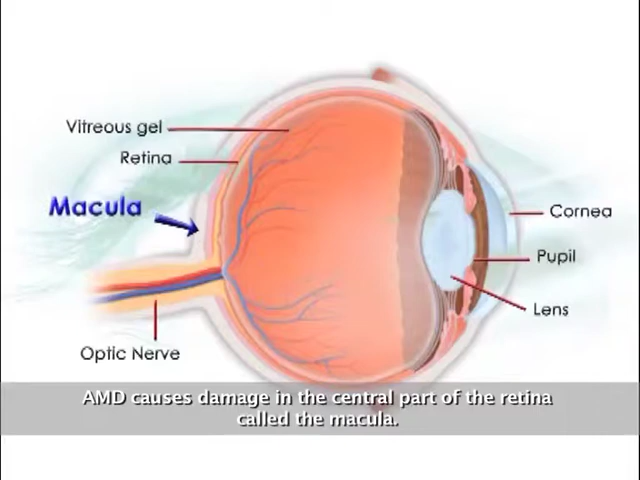 Vitreous gel
Retina
Macula
Cornea
Pupil
Lens
Optic Nerve
AMD causes damage in the central part of the retina
called the macula.